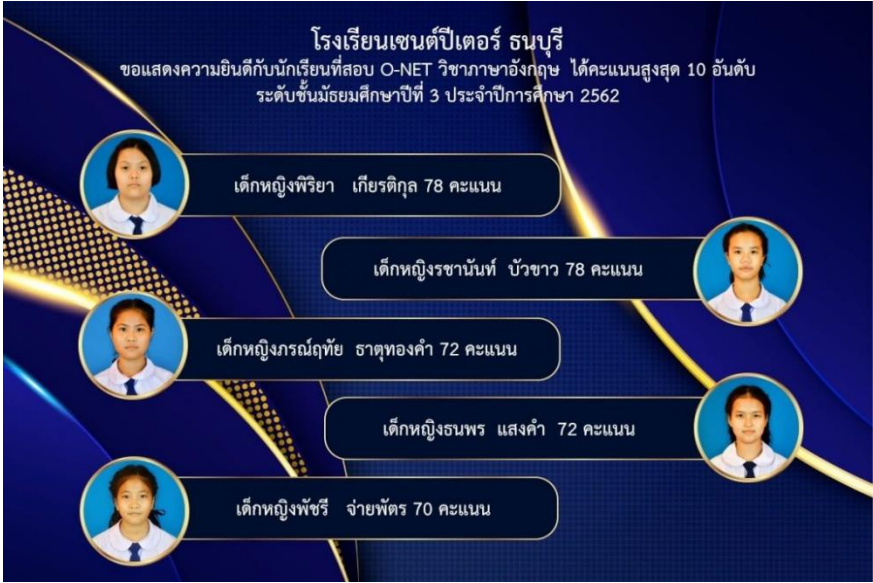 โรงเรียนเซนต์ปีเตอร์ ธนบุรี
ขอแสดงความยินดีกับนักเรียนที่สอบ O-NET วิชาภาษาอังกฤษ ได้คะแนนสูงสุด 10 อันดับ
ระดับชั้นมัธยมศึกษาปีที่ 3 ประจำปีการศึกษา 2562
เด็กหญิงพิริยา เกียรติกุล 78 คะแนน
เด็กหญิงรชานันท์ บัวขาว 78 คะแนน
เด็กหญิงภรณ์ฤทัย ธาตุทองคำ 72 คะแนน
เด็กหญิงธนพร แสงคำ 72 คะแนน
เด็กหญิงพัชรี จ่ายพัตร 70 คะแนน